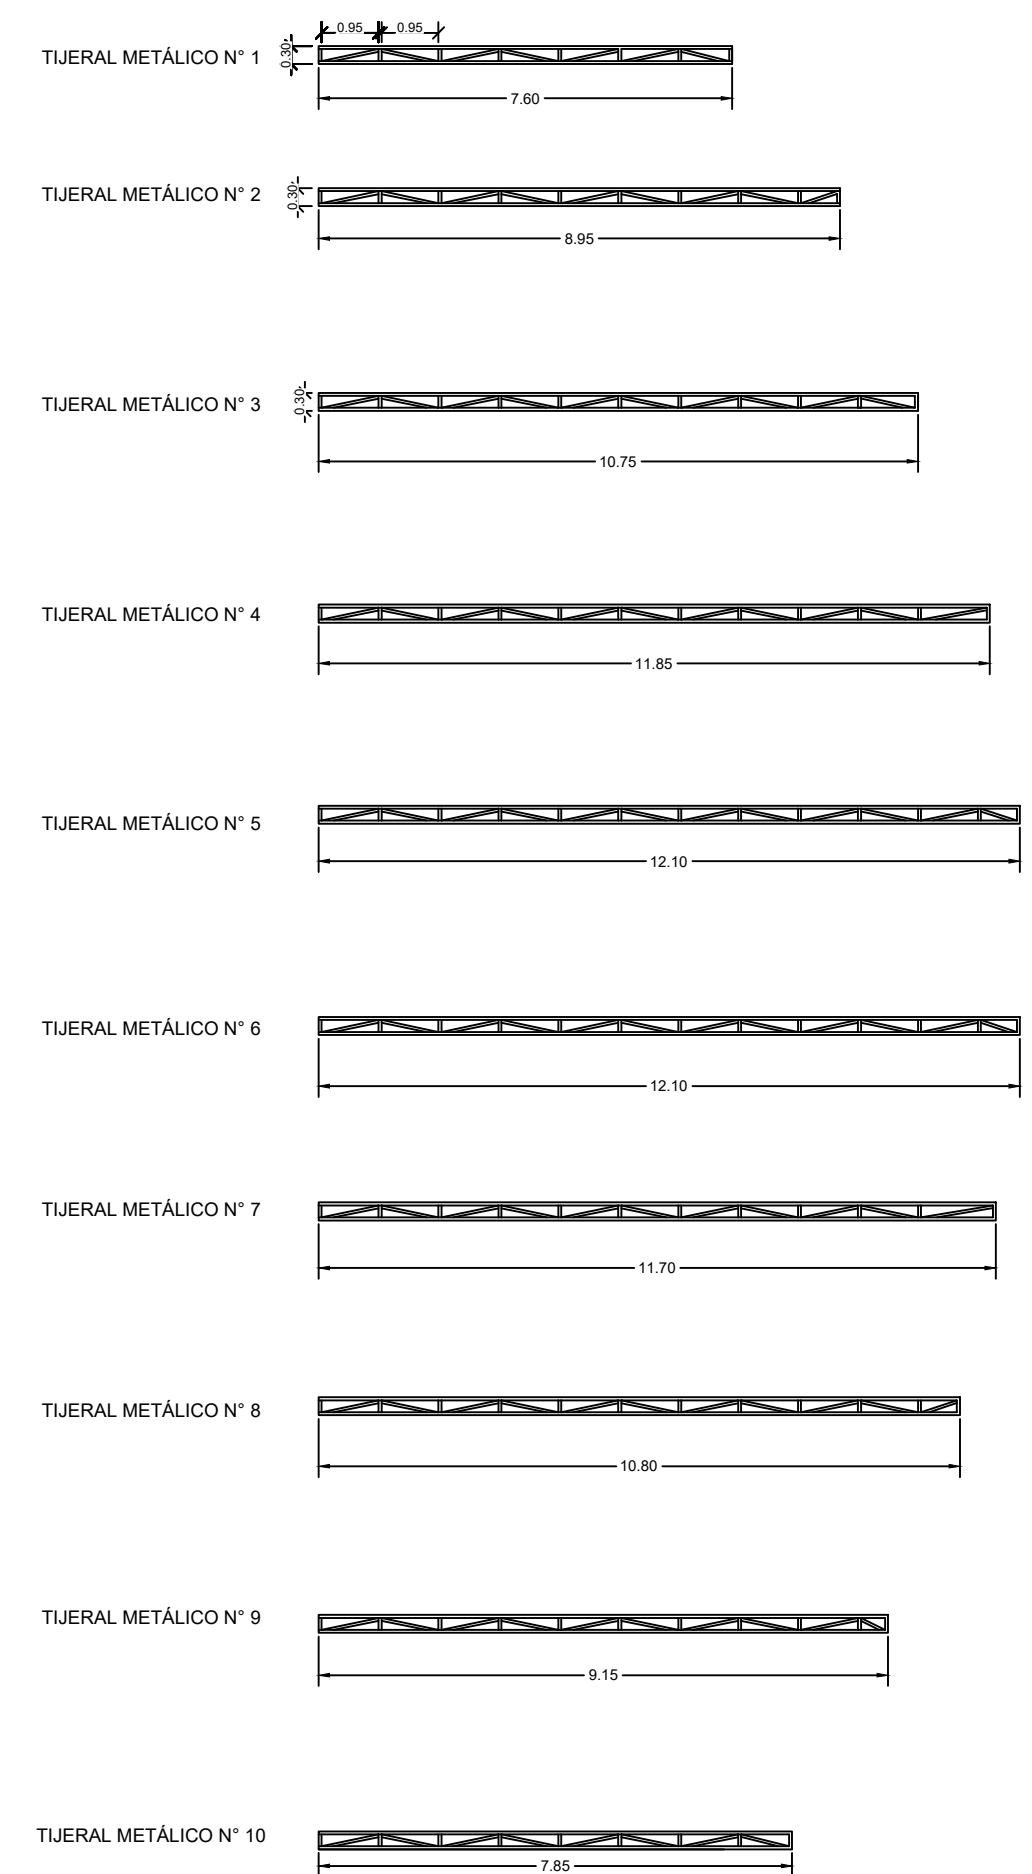 0.95 0.95
TIJERAL METÁLICO N° 1
0.30
7.60
TIJERAL METÁLICO N° 2
0.30
8.95
TIJERAL METÁLICO N° 3
0.30
10.75
TIJERAL METÁLICO N° 4
11.85
TIJERAL METÁLICO N° 5
12.10
TIJERAL METÁLICO N° 6
12.10
TIJERAL METÁLICO N° 7
11.70
TIJERAL METÁLICO N° 8
10.80
TIJERAL METÁLICO N° 9
9.15
TIJERAL METÁLICO N° 10
7.85